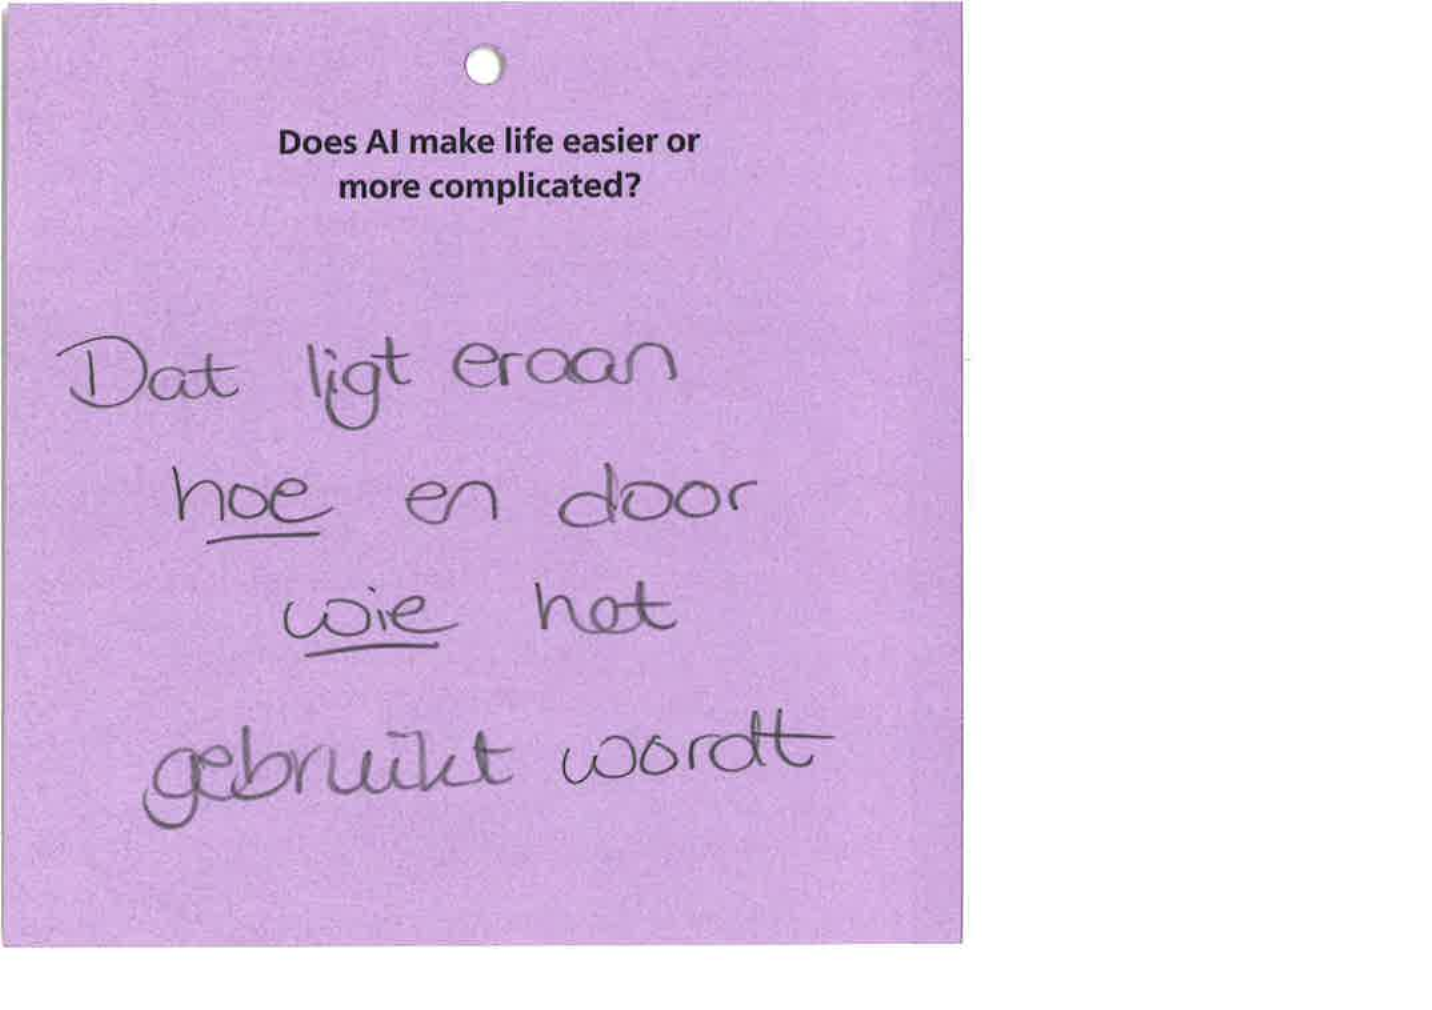 Does AI make life easier or
more complicated?
Dat ligt eraan
hoe en door
wie het
gebruikt wordt